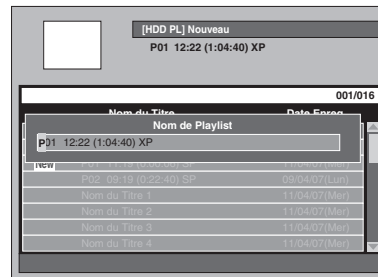 [HDD PL] Nouveau
P01 12:22 (1:04:40) XP
001/016
Nom du Titre Date Enreg
Nom de Playlist
P01 12:22 (1:04:40) XP
New P01 11:19 (0:00:06) SP 11/04/07(Mer)
P02 09:19 (0:22:40) SP 09/04/07(Lun)
Nom du Titre 1 11/04/07(Mer)
Nom du Titre 2 11/04/07(Mer)
Nom du Titre 3 11/04/07(Mer)
Nom du Titre 4 11/04/07(Mer)